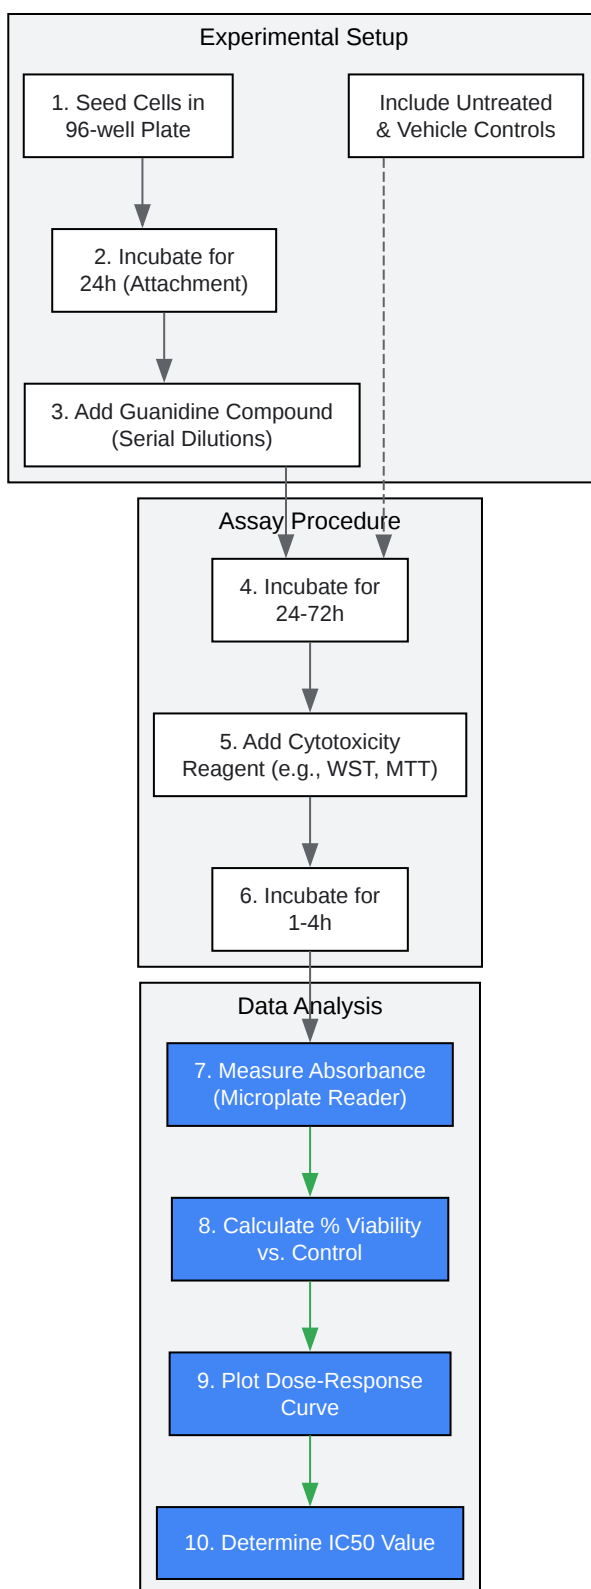 Experimental Setup
1. Seed Cells in
96-well Plate
Include Untreated
& Vehicle Controls
2. Incubate for
24h (Attachment)
3. Add Guanidine Compound
(Serial Dilutions)
Assay Procedure
4. Incubate for
24-72h
5. Add Cytotoxicity
Reagent (e.g., WST, MTT)
6. Incubate for
1-4h
Data Analysis
7. Measure Absorbance
(Microplate Reader)
8. Calculate % Viability
vs. Control
9. Plot Dose-Response
Curve
10. Determine IC50 Value